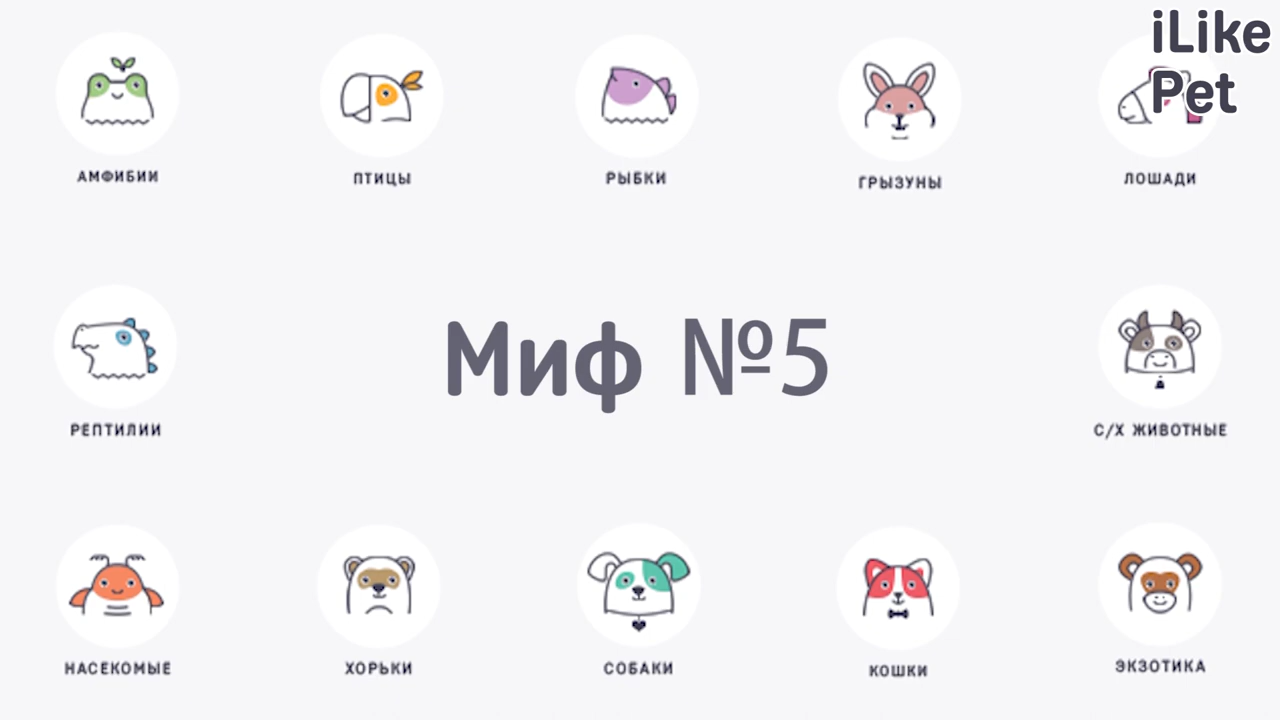 iLike
Pet
АМФИБИИ
ПТИЦЫ
РЫБКИ
ГРЫЗУНЫ
ЛОШАДИ
Миф №5
РЕПТИЛИИ
С/Х ЖИВОТНЫЕ
НАСЕКОМЫЕ
ХОРЬКИ
СОБАКИ
КОШКИ
ЭКЗОТИКА